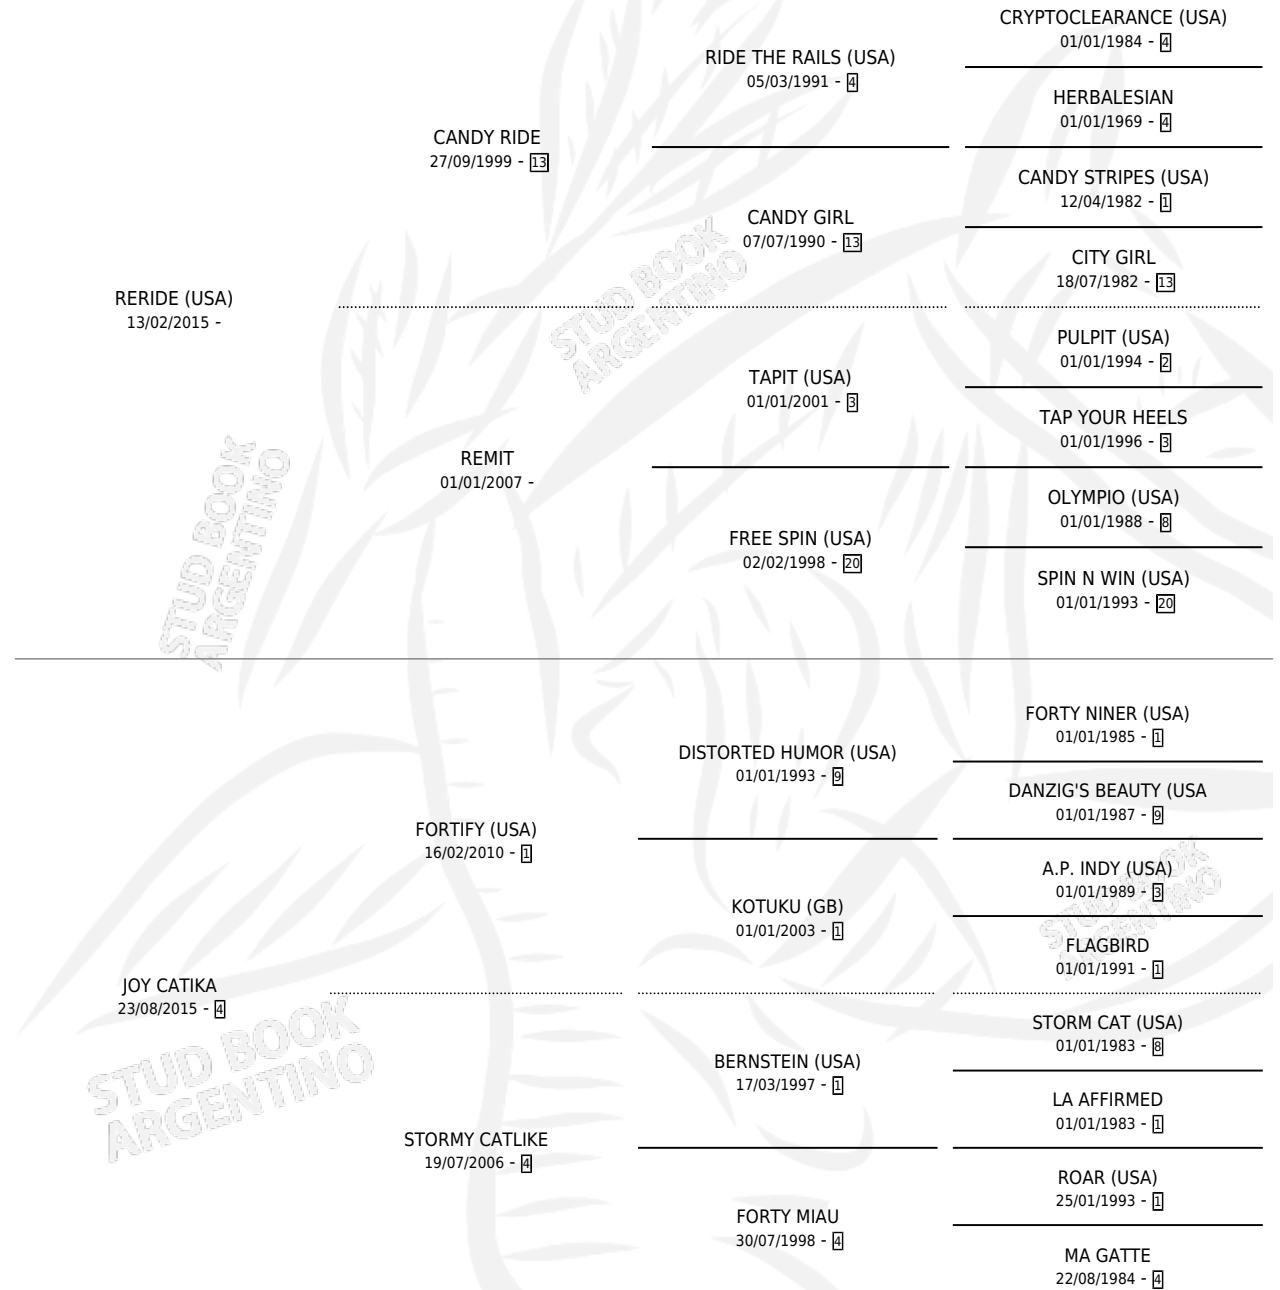 CRYPTOCLEARANCE (USA)
01/01/1984 - 4
RIDE THE RAILS (USA)
05/03/1991 - 4
HERBALESIAN
01/01/1969 - 4
CANDY RIDE
27/09/1999 - 13
CANDY STRIPES (USA)
12/04/1982 - 1
CANDY GIRL
07/07/1990 - 13
CITY GIRL
18/07/1982 - 13
RERIDE (USA)
13/02/2015 -
PULPIT (USA)
01/01/1994 - 2
TAPIT (USA)
01/01/2001 - 3
TAP YOUR HEELS
01/01/1996 - 3
REMIT
01/01/2007 -
OLYMPIO (USA)
01/01/1988 - 8
FREE SPIN (USA)
02/02/1998 - 20
SPIN N WIN (USA)
01/01/1993 - 20
FORTY NINER (USA)
01/01/1985 - 1
DISTORTED HUMOR (USA)
01/01/1993 - 9
DANZIG'S BEAUTY (USA
01/01/1987 - 9
FORTIFY (USA)
16/02/2010 - 1
A.P. INDY (USA)
01/01/1989 - 3
KOTUKU (GB)
01/01/2003 - 1
FLAGBIRD
01/01/1991 - 1
JOY CATIKA
23/08/2015 - 4
STORM CAT (USA)
01/01/1983 - 8
BERNSTEIN (USA)
17/03/1997 - 1
LA AFFIRMED
01/01/1983 - 1
STORMY CATLIKE
19/07/2006 - 4
ROAR (USA)
25/01/1993 - 1
FORTY MIAU
30/07/1998 - 4
MA GATTE
22/08/1984 - 4
STUD BOOK
ARGENTINO
STUD BOOK
ARGENTINO
STUD BOOK
ARGENTINO
STUD BOOK
ARGENTINO